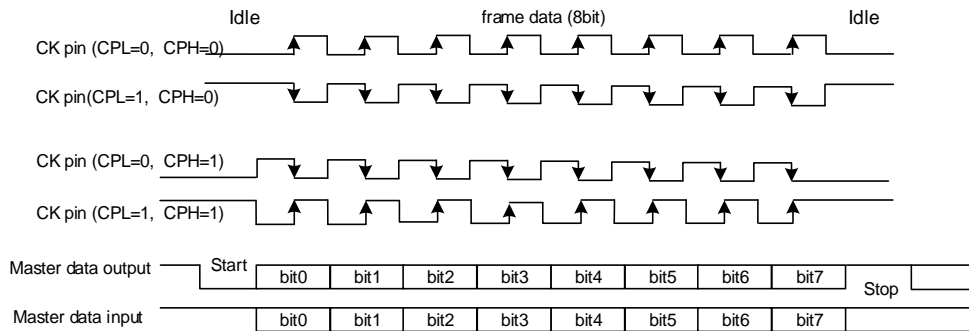 Idle frame data (8bit) Idle
CK pin (CPL=0, CPH=0)
CK pin(CPL=1, CPH=0)
CK pin (CPL=0, CPH=1)
CK pin (CPL=1, CPH=1)
Master data output Start bit0 bit1 bit2 bit3 bit4 bit5 bit6 bit7 Stop
Master data input bit0 bit1 bit2 bit3 bit4 bit5 bit6 bit7